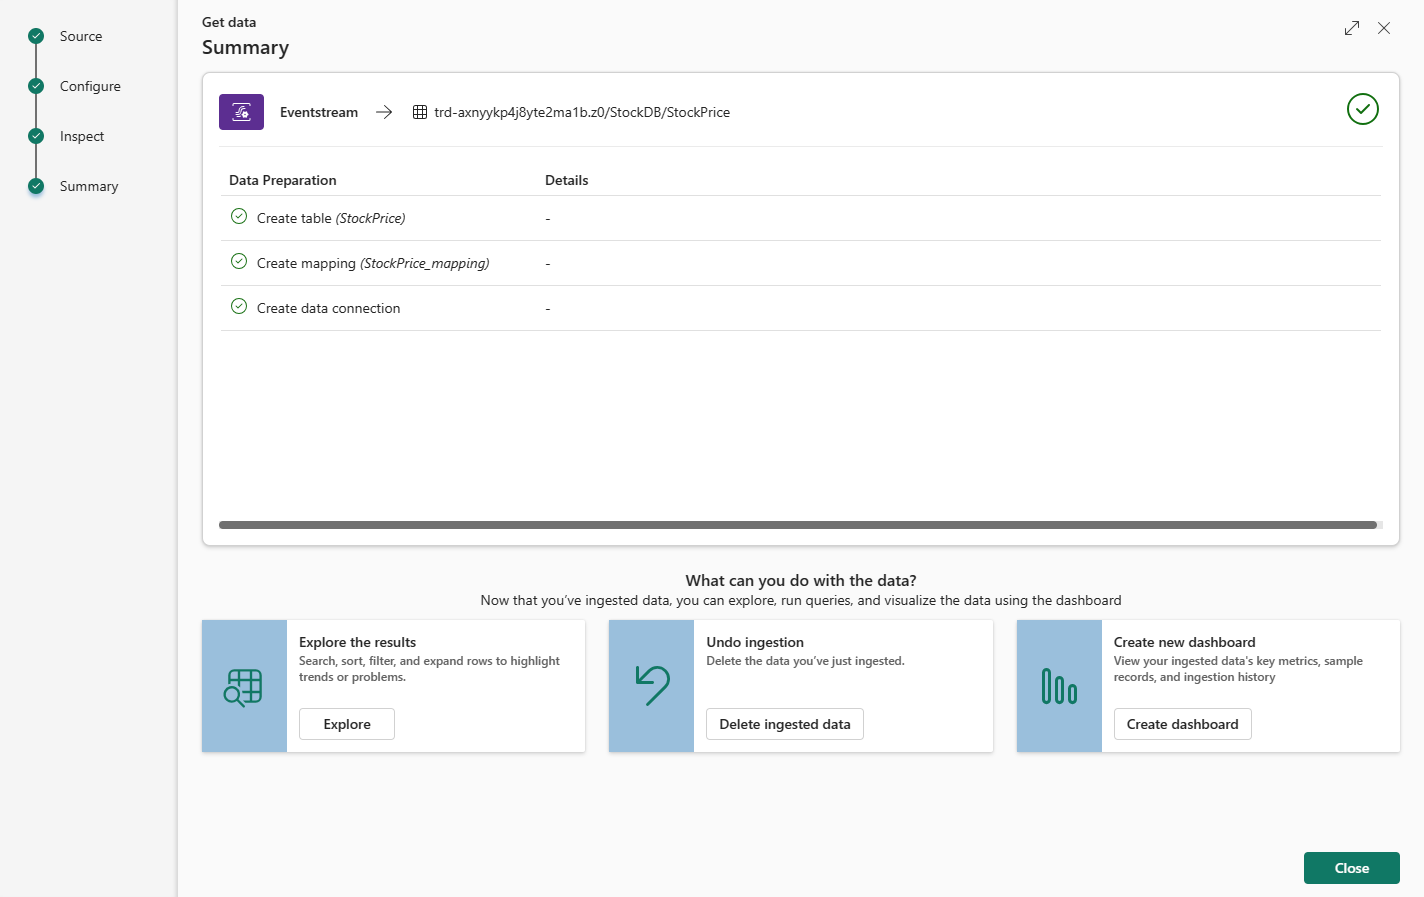 Source
Configure
Inspect
Summary
Get data
Summary
Eventstream
trd-axnyykp4j8yte2ma1b.z0/StockDB/StockPrice
Data Preparation
Details
Create table (StockPrice)
-
Create mapping (StockPrice_mapping)
-
Create data connection
-
What can you do with the data?
Now that you’ve ingested data, you can explore, run queries, and visualize the data using the dashboard
Explore the results
Search, sort, filter, and expand rows to highlight
trends or problems.
Explore
Undo ingestion
Delete the data you’ve just ingested.
Delete ingested data
Create new dashboard
View your ingested data's key metrics, sample
records, and ingestion history
Create dashboard
Close